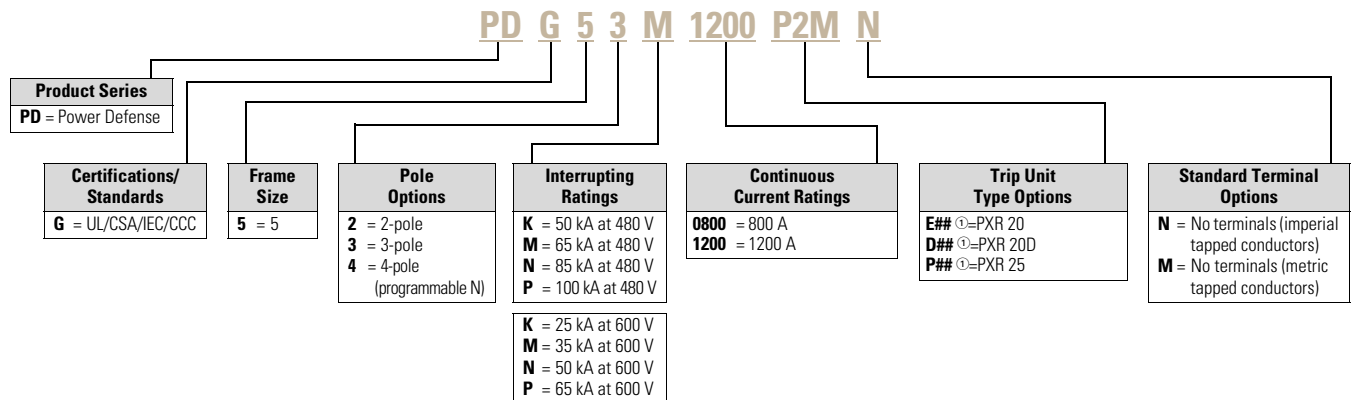 PD G 5 3 M 1200 P2M N
Product Series
PD = Power Defense
Certifications/
Standards
G = UL/CSA/IEC/CCC
Frame
Size
5 = 5
Pole
Options
2 = 2-pole
3 = 3-pole
4 = 4-pole
(programmable N)
Interrupting
Ratings
K = 50 kA at 480 V
M = 65 kA at 480 V
N = 85 kA at 480 V
P = 100 kA at 480 V
K = 25 kA at 600 V
M = 35 kA at 600 V
N = 50 kA at 600 V
P = 65 kA at 600 V
Continuous
Current Ratings
0800 = 800 A
1200 = 1200 A
Trip Unit
Type Options
E## ①=PXR 20
D## ①=PXR 20D
P## ①=PXR 25
Standard Terminal
Options
N = No terminals (imperial
tapped conductors)
M = No terminals (metric
tapped conductors)